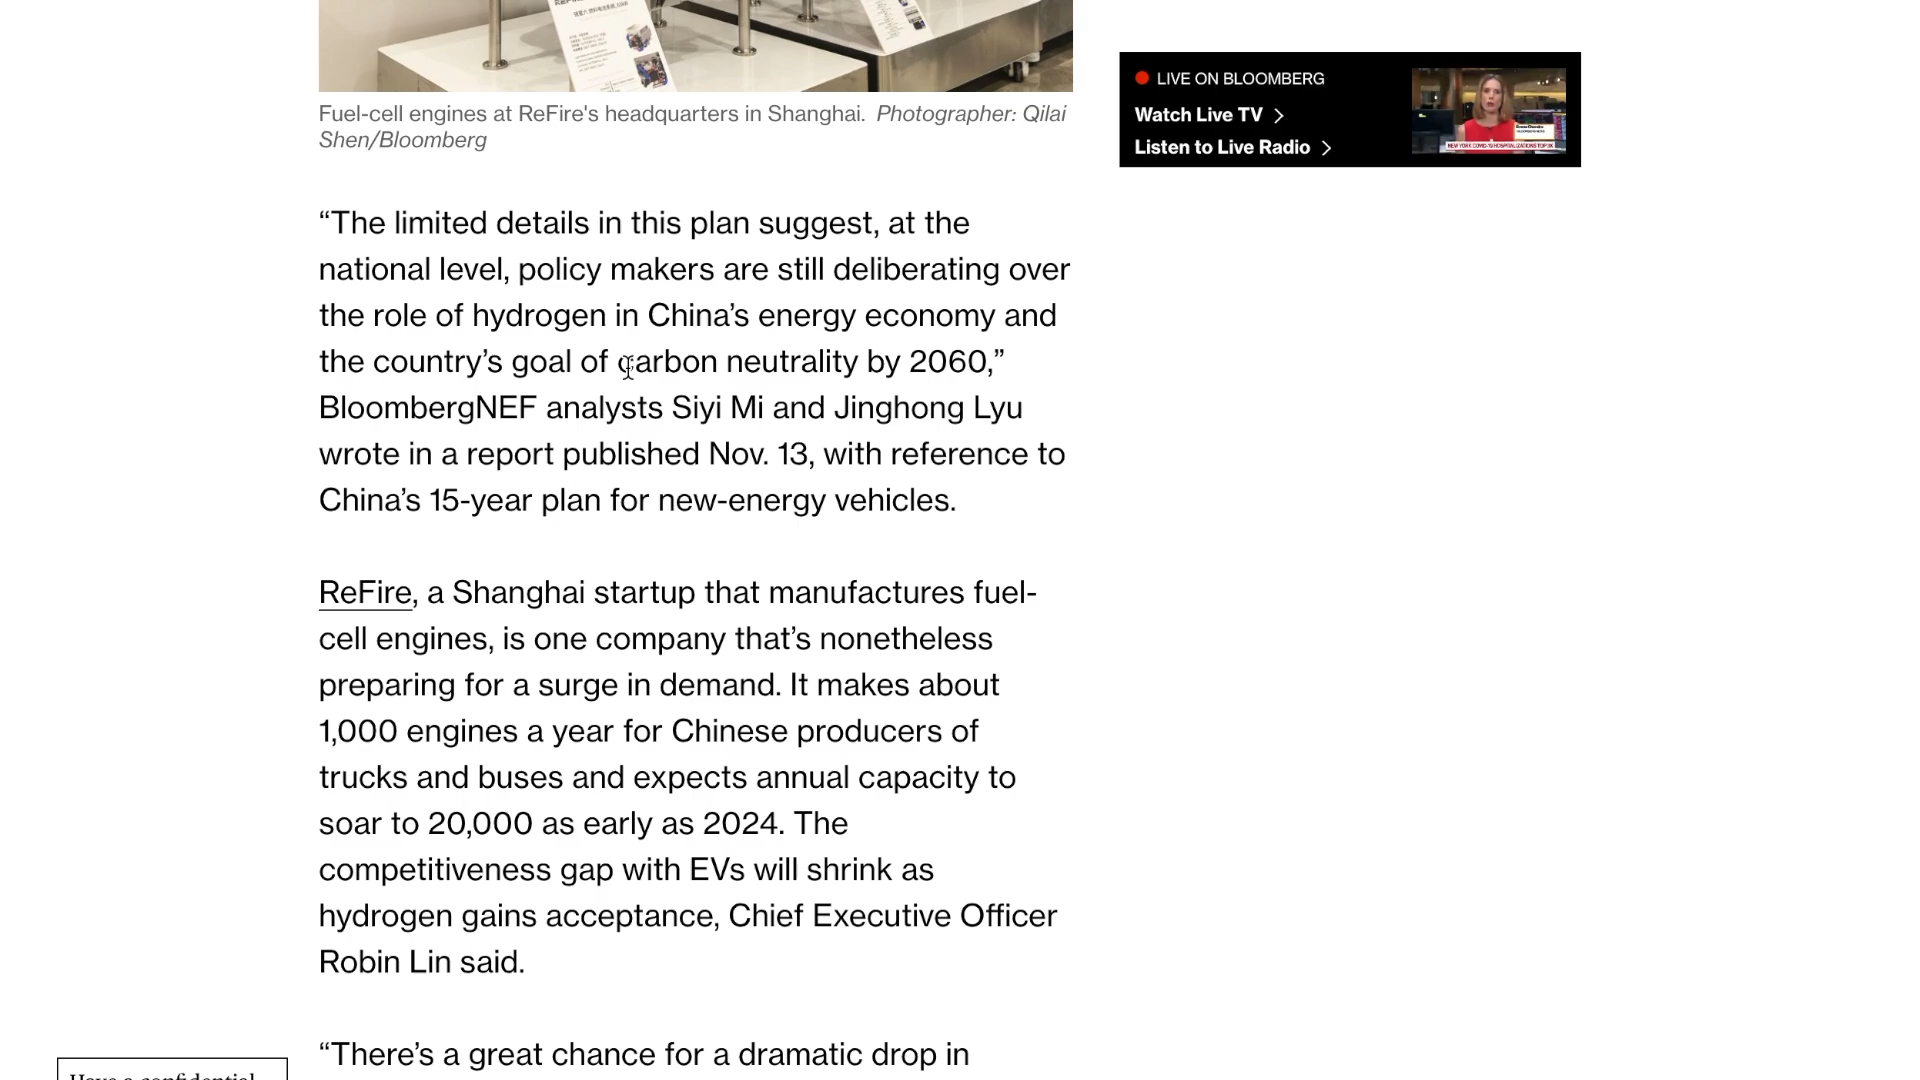 Fuel-cell engines at ReFire's headquarters in Shanghai. Photographer: Qilai
Shen/Bloomberg
LIVE ON BLOOMBERG
Watch Live TV
Listen to Live Radio
NEW YORK COVID-19 HOSPITALIZATIONS TOP 3K
“The limited details in this plan suggest, at the
national level, policy makers are still deliberating over
the role of hydrogen in China’s energy economy and
the country’s goal of carbon neutrality by 2060,”
BloombergNEF analysts Siyi Mi and Jinghong Lyu
wrote in a report published Nov. 13, with reference to
China’s 15-year plan for new-energy vehicles.
ReFire, a Shanghai startup that manufactures fuel-
cell engines, is one company that’s nonetheless
preparing for a surge in demand. It makes about
1,000 engines a year for Chinese producers of
trucks and buses and expects annual capacity to
soar to 20,000 as early as 2024. The
competitiveness gap with EVs will shrink as
hydrogen gains acceptance, Chief Executive Officer
Robin Lin said.
“There’s a great chance for a dramatic drop in
Have a confidential